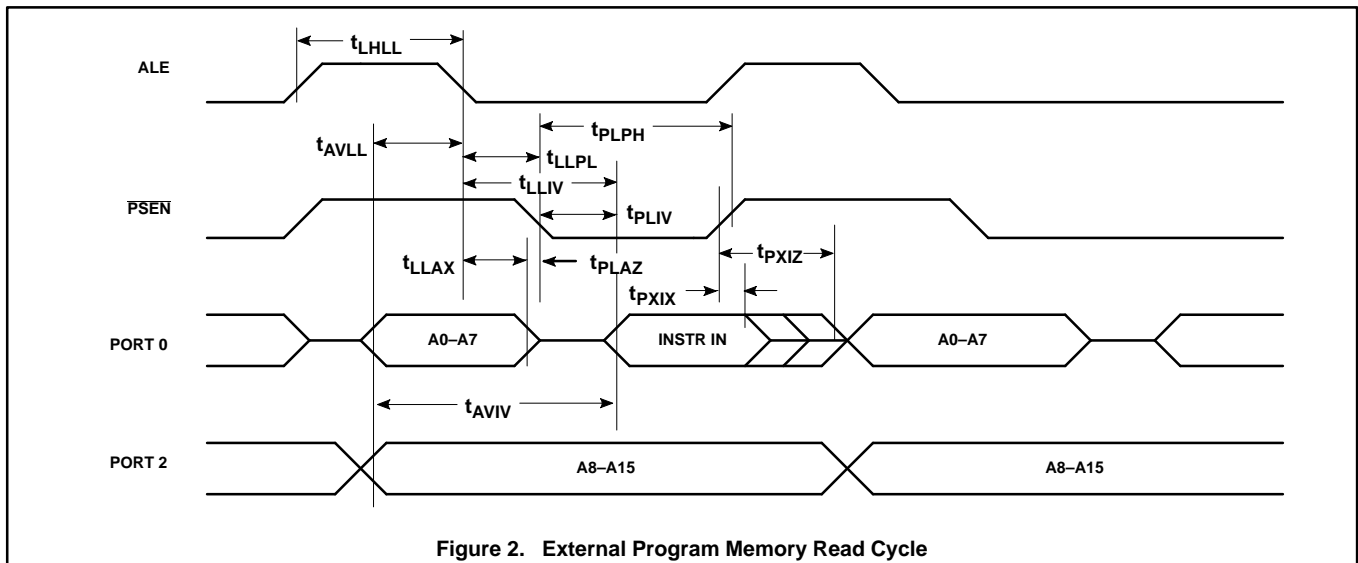 tLHLL
ALE
tPLPH
tAVLL
tLLPL
tLLIV
PSEN
tPLIV
tLLAX
tPLAZ
tPXIZ
tPXIX
PORT 0
A0–A7
INSTR IN
A0–A7
tAVIV
PORT 2
A8–A15
A8–A15
Figure 2. External Program Memory Read Cycle